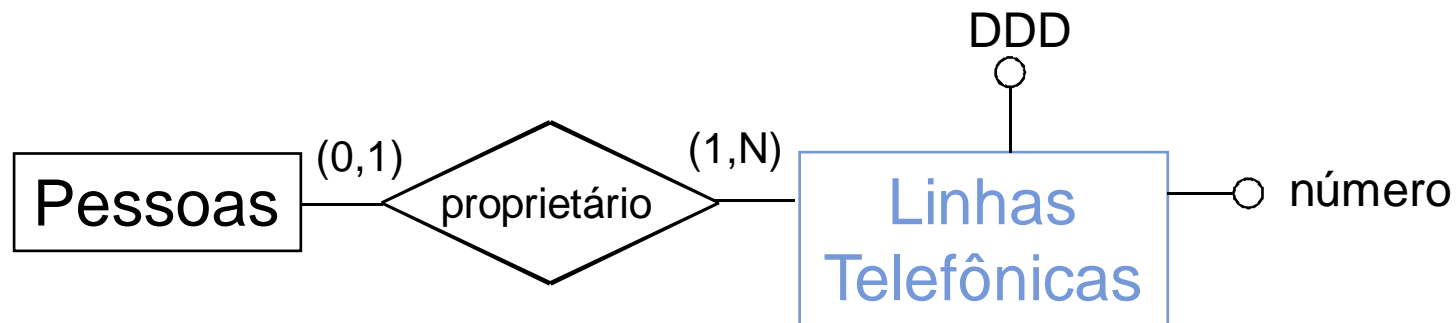 DDD
(0,1)
(1,N)
Pessoas
proprietário
Linhas
Telefônicas
número